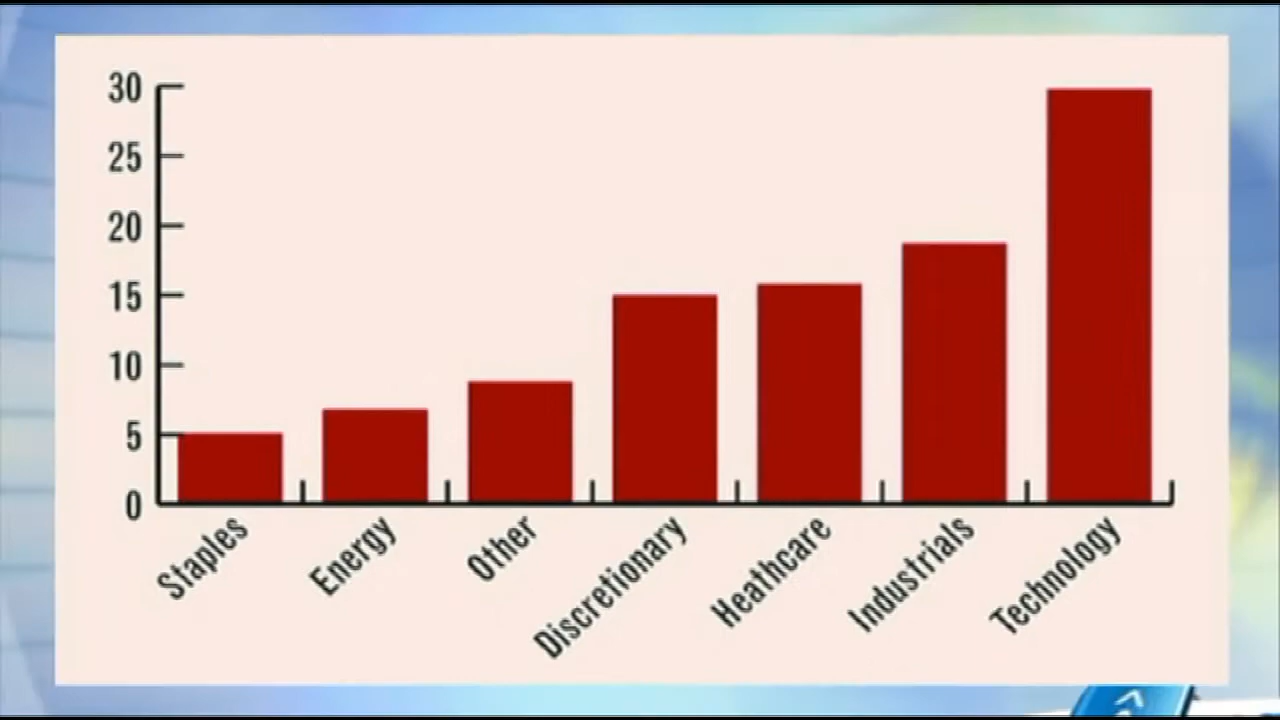 30
25
20
15
10
5
0
Staples
Energy
Other
Discretionary
Heathcare
Industrials
Technology